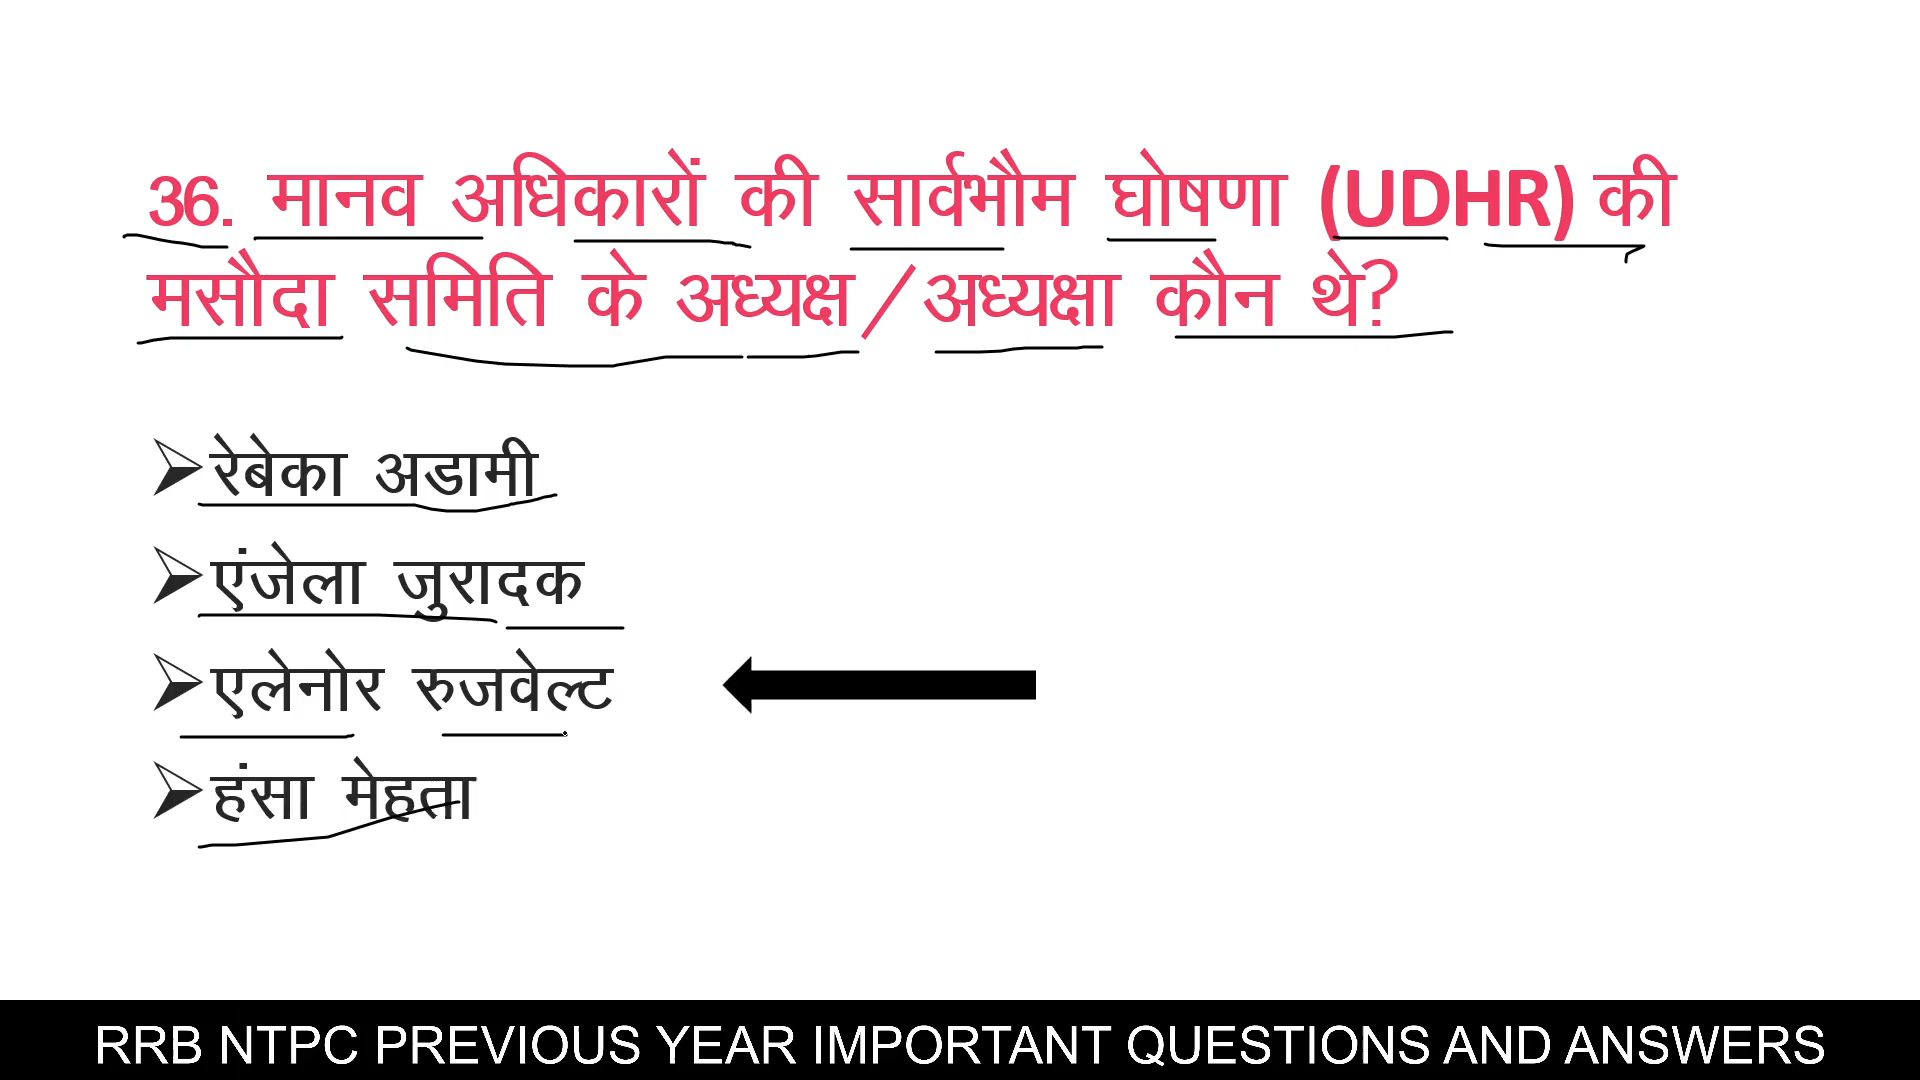 36. मानव अधिकारों की सार्वभौम घोषणा (UDHR) की
मसौदा समिति के अध्यक्ष/अध्यक्षा कौन थे?
रेबेका अडामी
एंजेला जुरादक
एलेनोर रुजवेल्ट
हंसा मेहता
RRB NTPC PREVIOUS YEAR IMPORTANT QUESTIONS AND ANSWERS